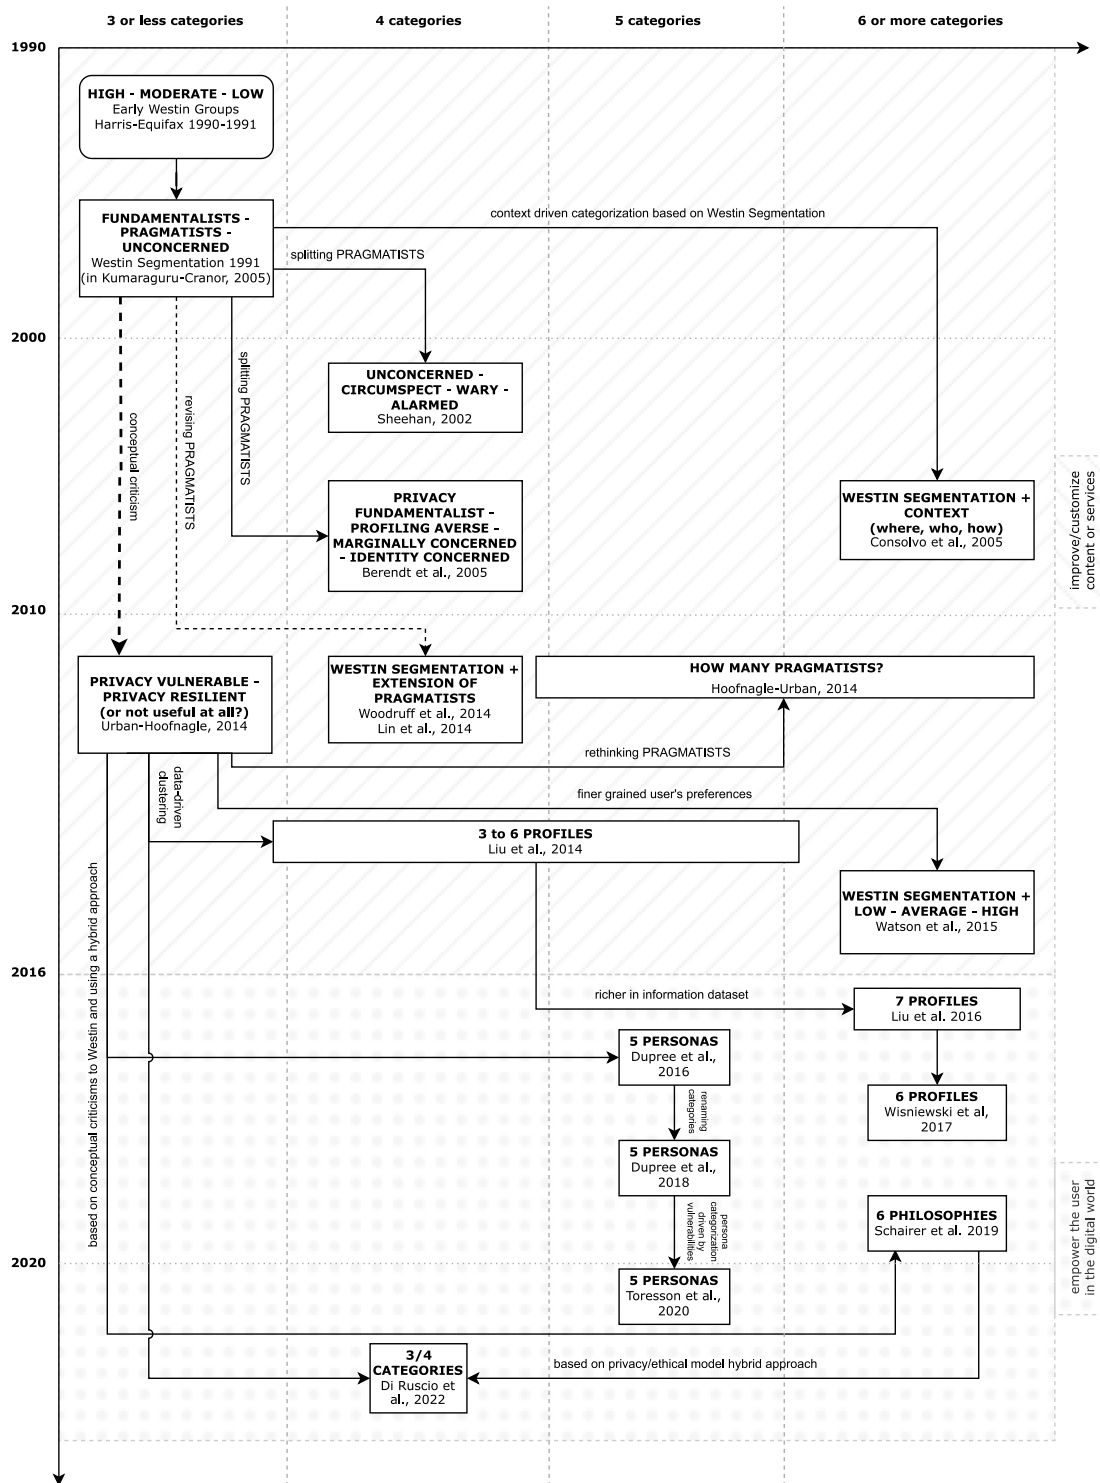 3 or less categories
4 categories
5 categories
6 or more categories
1990
HIGH - MODERATE - LOW
Early Westin Groups
Harris-Equifax 1990-1991
FUNDAMENTALISTS -
PRAGMATISTS -
UNCONCERNED
Westin Segmentation 1991
(in Kumaraguru-Cranor, 2005)
context driven categorization based on Westin Segmentation
splitting PRAGMATISTS
2000
conceptual criticism
revising PRAGMATISTS
splitting PRAGMATISTS
UNCONCERNED -
CIRCUMSPECT - WARY -
ALARMED
Sheehan, 2002
PRIVACY
FUNDAMENTALIST -
PROFILING AVERSE -
MARGINALLY CONCERNED
- IDENTITY CONCERNED
Berendt et al., 2005
WESTIN SEGMENTATION +
CONTEXT
(where, who, how)
Consolvo et al., 2005
improve/customize
content or services
2010
PRIVACY VULNERABLE -
PRIVACY RESILIENT
(or not useful at all?)
Urban-Hoofnagle, 2014
WESTIN SEGMENTATION +
EXTENSION OF
PRAGMATISTS
Woodruff et al., 2014
Lin et al., 2014
HOW MANY PRAGMATISTS?
Hoofnagle-Urban, 2014
rethinking PRAGMATISTS
data-driven
clustering
finer grained user's preferences
3 to 6 PROFILES
Liu et al., 2014
WESTIN SEGMENTATION +
LOW - AVERAGE - HIGH
Watson et al., 2015
based on conceptual criticisms to Westin and using a hybrid approach
2016
richer in information dataset
7 PROFILES
Liu et al. 2016
5 PERSONAS
Dupree et al.,
2016
renaming
categories
6 PROFILES
Wisniewski et al,
2017
5 PERSONAS
Dupree et al.,
2018
persona
categorization
driven by
vulnerabilities
6 PHILOSOPHIES
Schairer et al. 2019
empower the user
in the digital world
2020
5 PERSONAS
Toresson et al.,
2020
3/4
CATEGORIES
Di Ruscio et
al., 2022
based on privacy/ethical model hybrid approach